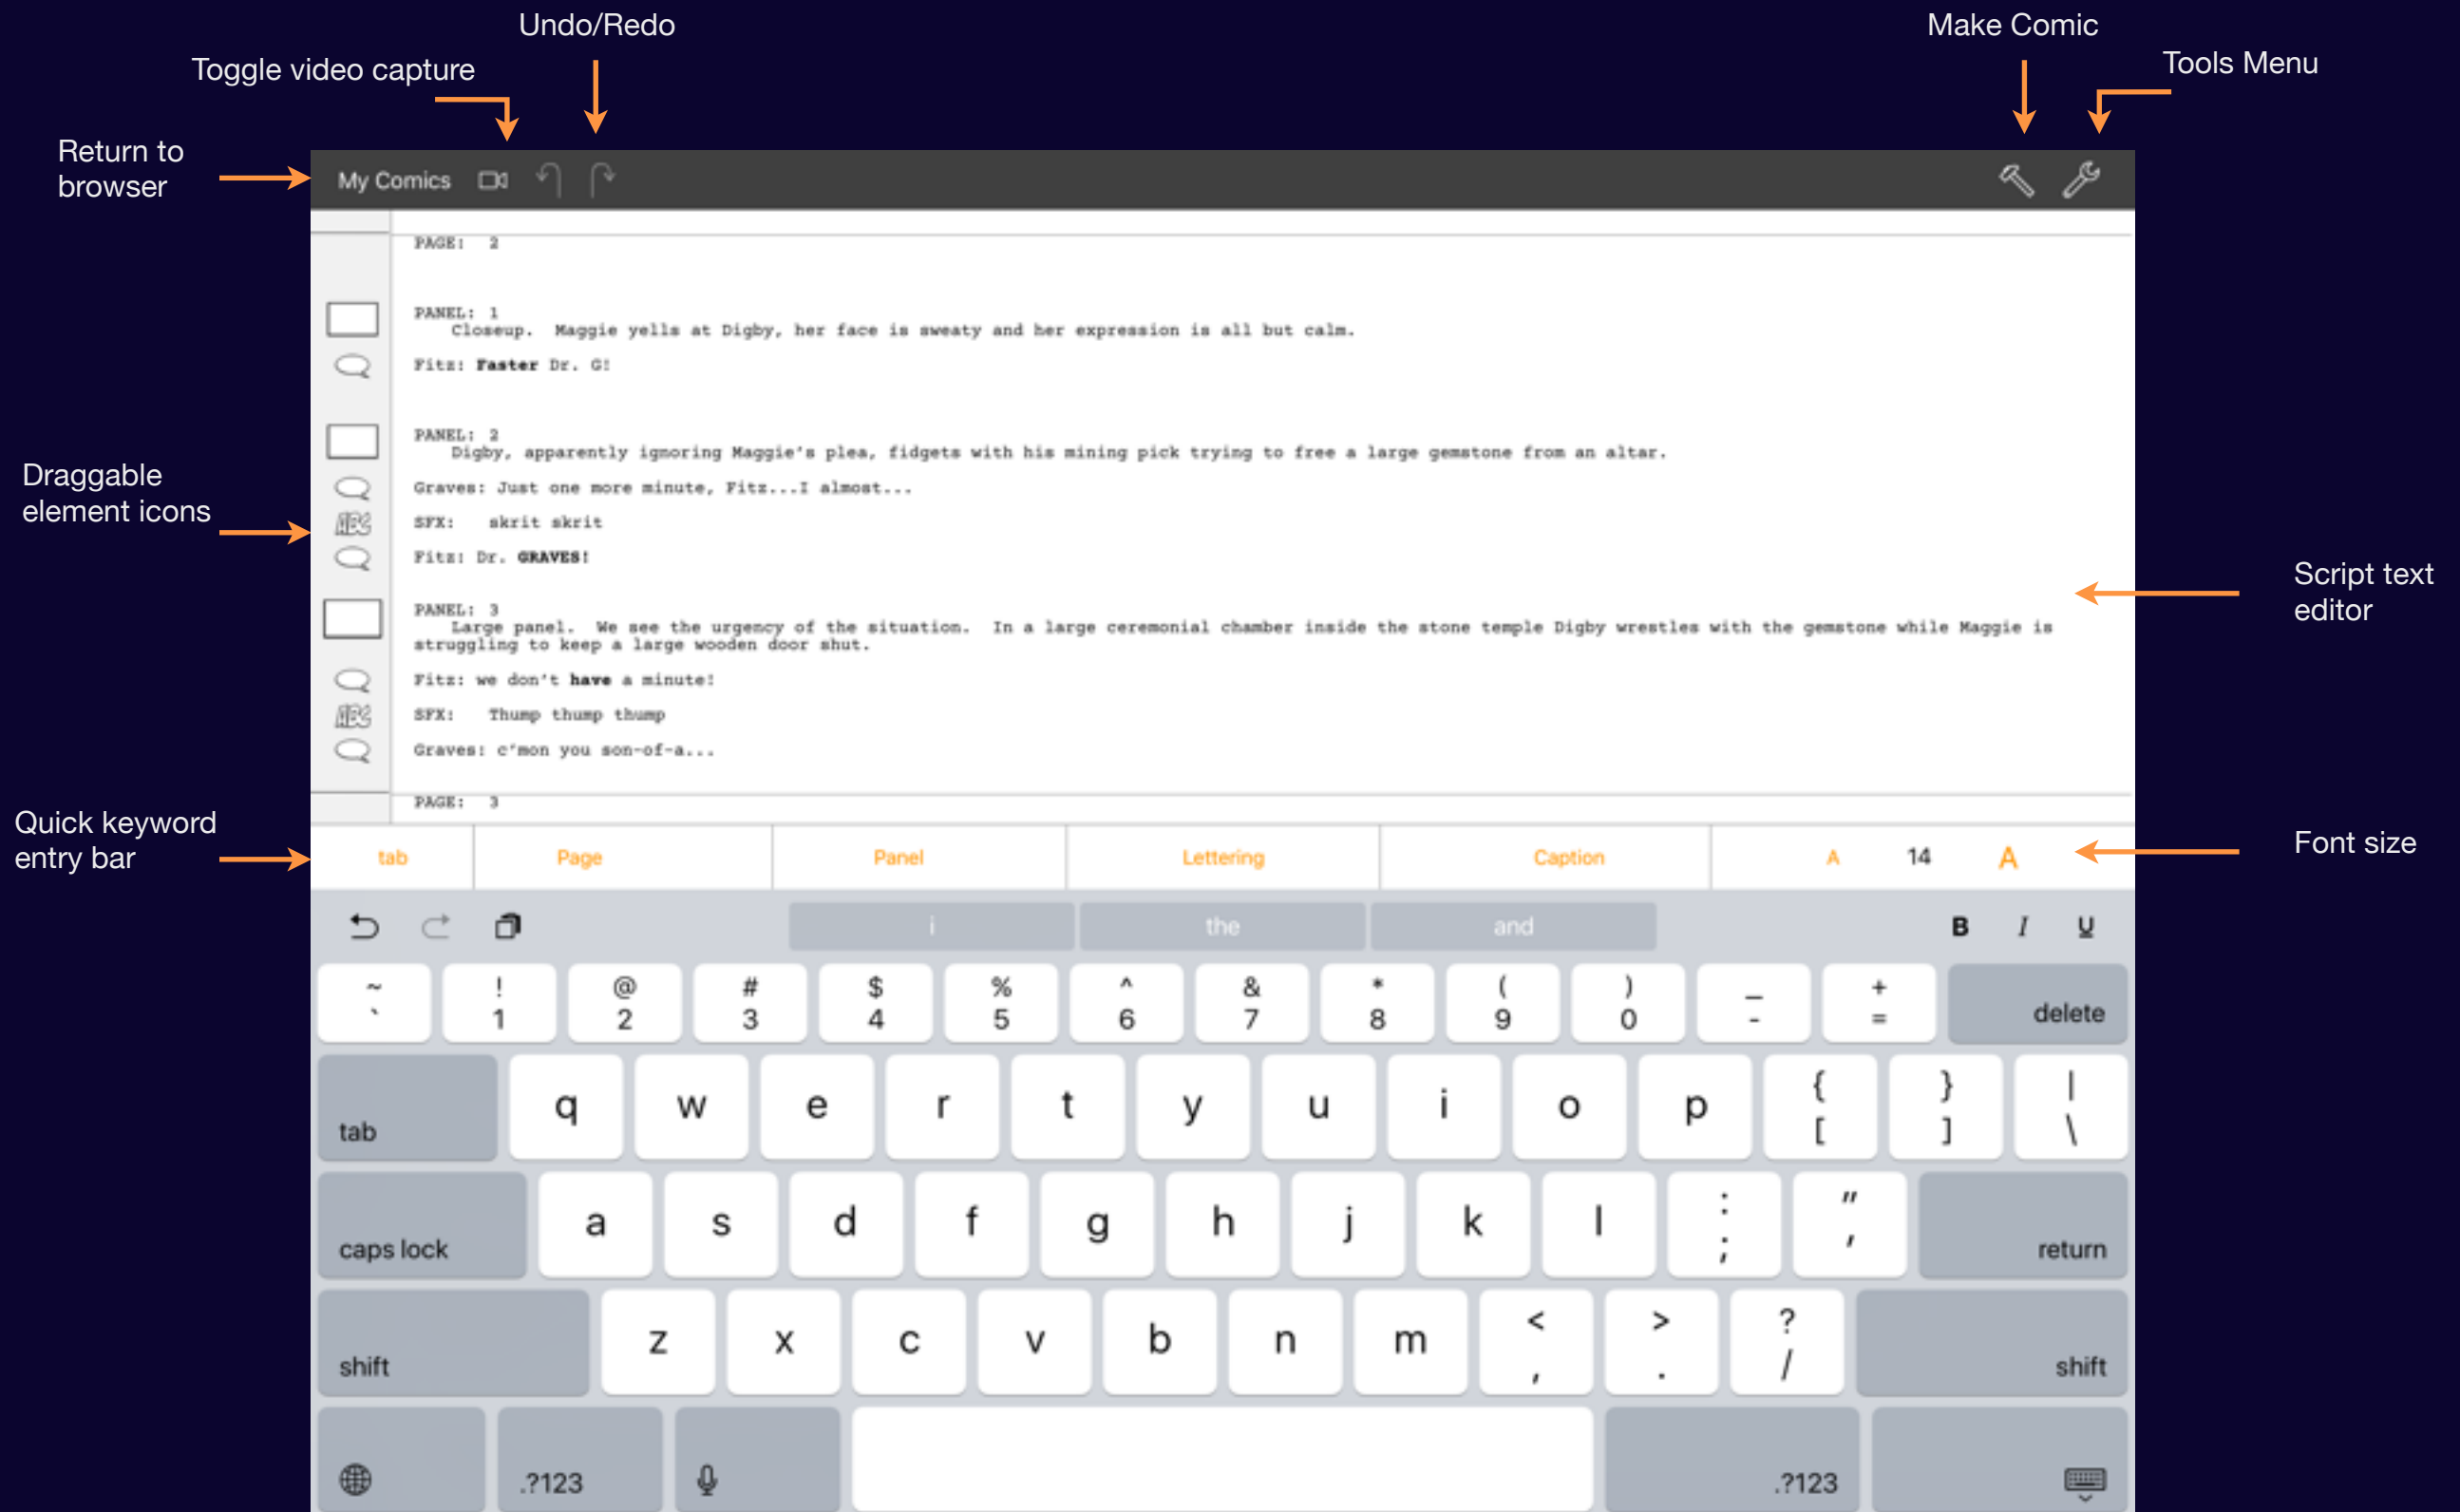 Undo/Redo
Make Comic
Toggle video capture
Tools Menu
Return to
browser
My Comics
PAGE: 2
PANEL: 1
Closeup. Maggie yells at Digby, her face is sweaty and her expression is all but calm.
Fitz: Faster Dr. G!
PANEL: 2
Digby, apparently ignoring Maggie's plea, fidgets with his mining pick trying to free a large gemstone from an altar.
Draggable
element icons
Graves: Just one more minute, Fitz...I almost...
ABC
SFX: skrit skrit
Fitz: Dr. GRAVES!
Script text
editor
PANEL: 3
Large panel. We see the urgency of the situation. In a large ceremonial chamber inside the stone temple Digby wrestles with the gemstone while Maggie is
struggling to keep a large wooden door shut.
Fitz: we don't have a minute!
ABC
SFX: Thump thump thump
Graves: c'mon you son-of-a...
PAGE: 3
Quick keyword
entry bar
tab Page Panel Lettering Caption A 14 A
Font size
i the and B I U
~ ! @ # $ % ^ & * ( ) _ +
` 1 2 3 4 5 6 7 8 9 0 - = delete
tab q w e r t y u i o p { [ } ] | \
caps lock a s d f g h j k l : ; " ' return
shift z x c v b n m < , > . ? / shift
.?123 .?123